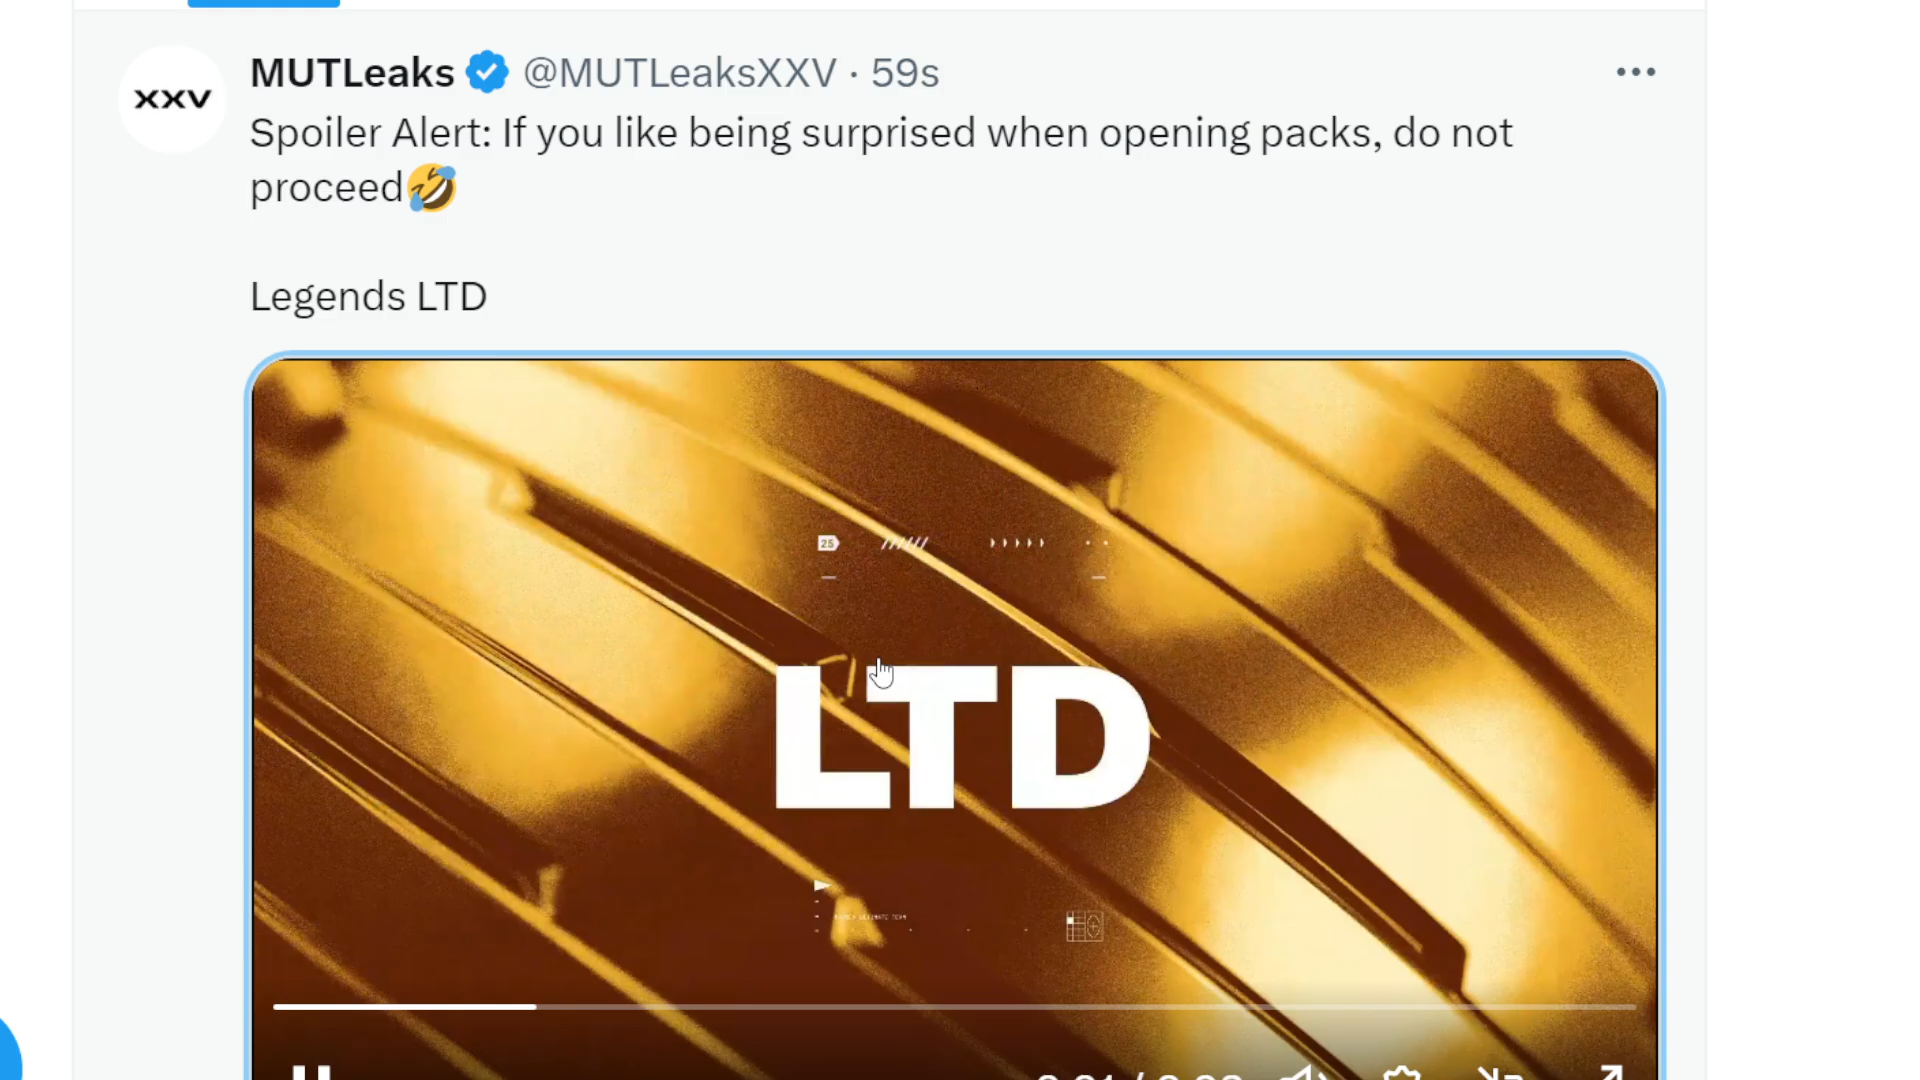 MUTLeaks @MUTLeaksXXV · 59s
XXV
Spoiler Alert: If you like being surprised when opening packs, do not
proceed🤣
Legends LTD
25
LTD